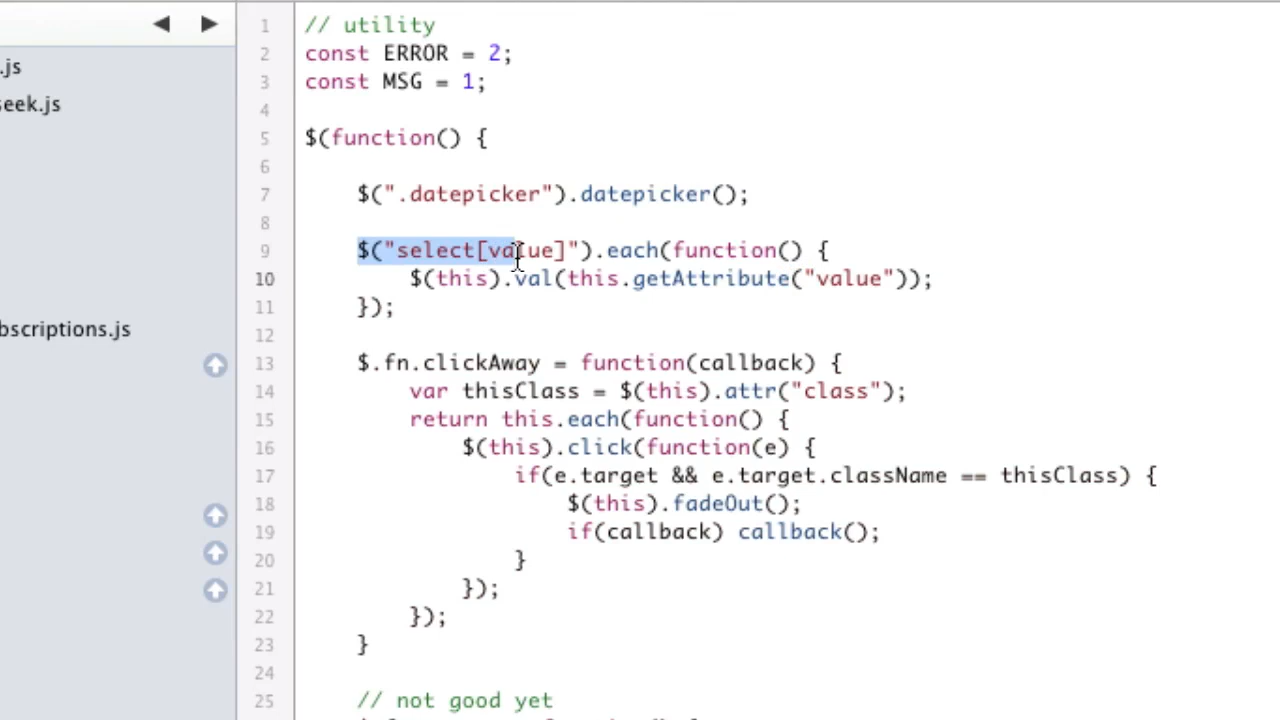 .js
seek.js
bscriptions.js
1 // utility
2 const ERROR = 2;
3 const MSG = 1;
4
5 $(function() {
6
7 $(".datepicker").datepicker();
8
9 $("select[value]").each(function() {
10 $(this).val(this.getAttribute("value"));
11 });
12
13 $.fn.clickAway = function(callback) {
14 var thisClass = $(this).attr("class");
15 return this.each(function() {
16 $(this).click(function(e) {
17 if(e.target && e.target.className == thisClass) {
18 $(this).fadeOut();
19 if(callback) callback();
20 }
21 });
22 });
23 }
24
25 // not good yet